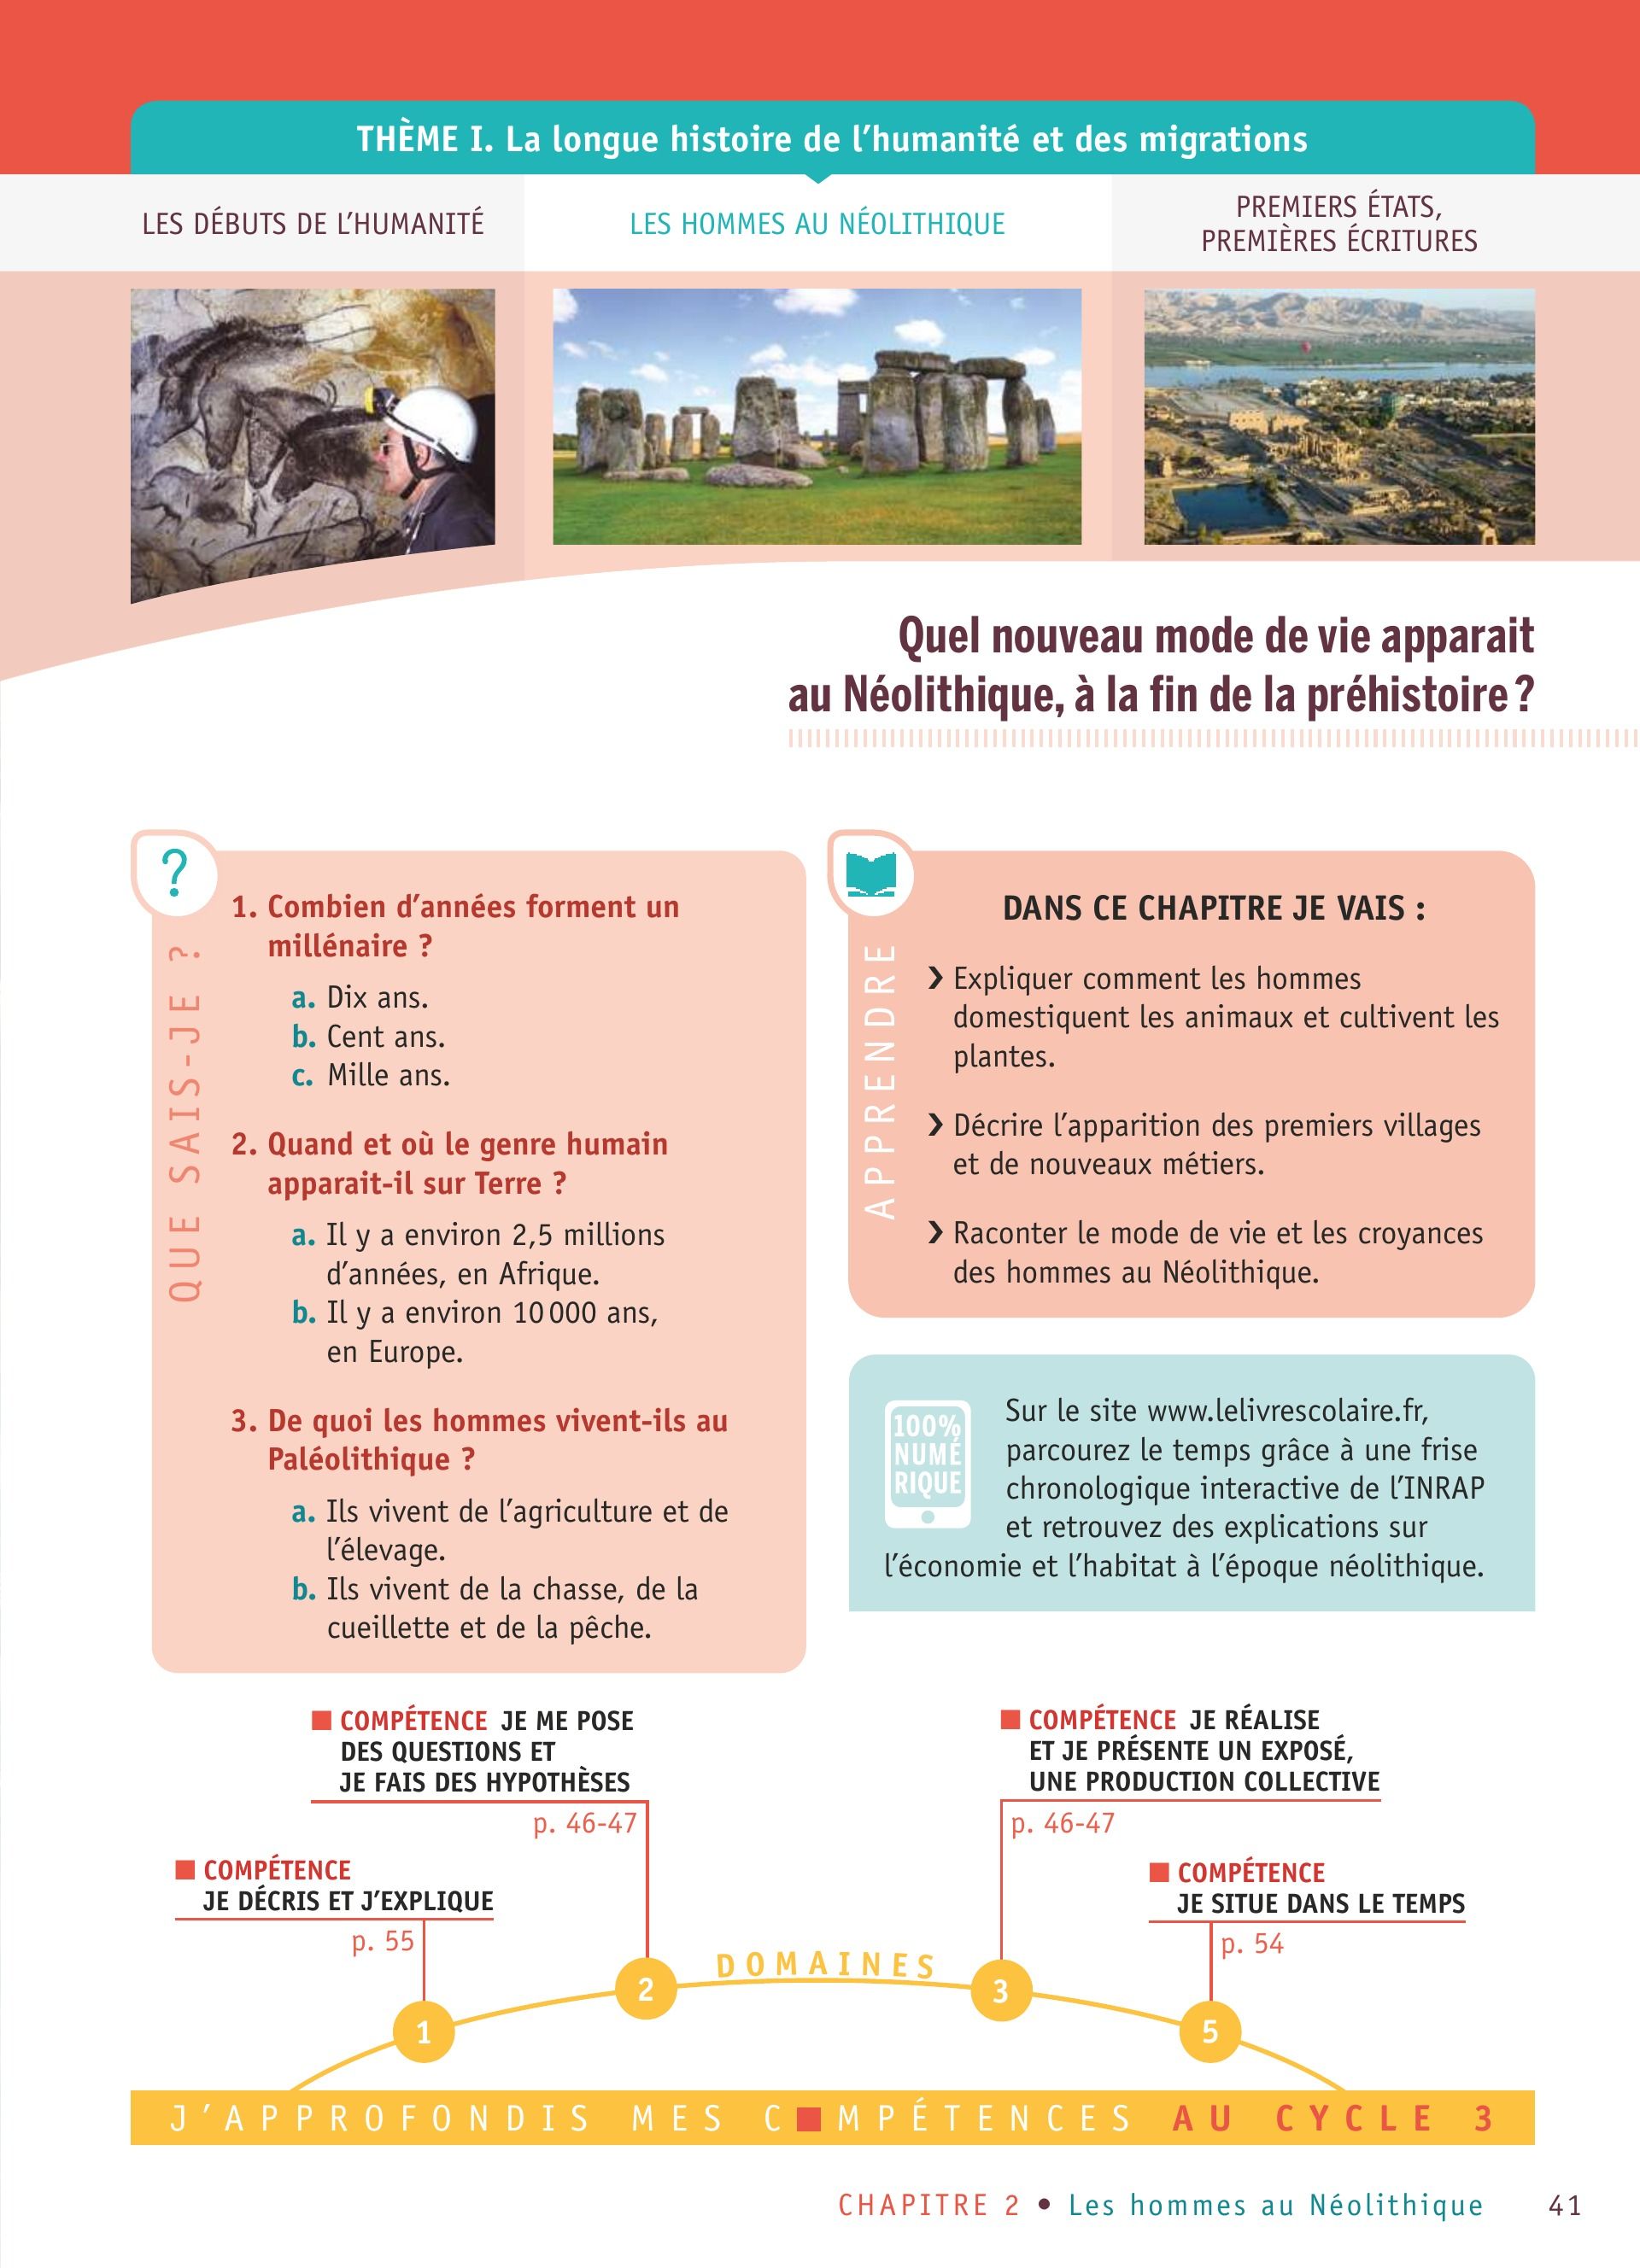 THÈME I. La longue histoire de l’humanité et des migrations
LES DÉBUTS DE L’HUMANITÉ
LES HOMMES AU NÉOLITHIQUE
PREMIERS ÉTATS,
PREMIÈRES ÉCRITURES
Quel nouveau mode de vie apparait
au Néolithique, à la fin de la préhistoire ?
?
QUE SAIS-JE ?
1. Combien d’années forment un
millénaire ?
a. Dix ans.
b. Cent ans.
c. Mille ans.
2. Quand et où le genre humain
apparait-il sur Terre ?
a. Il y a environ 2,5 millions
d’années, en Afrique.
b. Il y a environ 10 000 ans,
en Europe.
3. De quoi les hommes vivent-ils au
Paléolithique ?
a. Ils vivent de l’agriculture et de
l’élevage.
b. Ils vivent de la chasse, de la
cueillette et de la pêche.
APPRENDRE
DANS CE CHAPITRE JE VAIS :
❯ Expliquer comment les hommes
domestiquent les animaux et cultivent les
plantes.
❯ Décrire l’apparition des premiers villages
et de nouveaux métiers.
❯ Raconter le mode de vie et les croyances
des hommes au Néolithique.
100%
NUMÉ
RIQUE
Sur le site www.lelivrescolaire.fr,
parcourez le temps grâce à une frise
chronologique interactive de l’INRAP
et retrouvez des explications sur
l’économie et l’habitat à l’époque néolithique.
■ COMPÉTENCE JE ME POSE
DES QUESTIONS ET
JE FAIS DES HYPOTHÈSES
p. 46-47
■ COMPÉTENCE JE RÉALISE
ET JE PRÉSENTE UN EXPOSÉ,
UNE PRODUCTION COLLECTIVE
p. 46-47
■ COMPÉTENCE
JE DÉCRIS ET J’EXPLIQUE
p. 55
■ COMPÉTENCE
JE SITUE DANS LE TEMPS
p. 54
DOMAINES
1
2
3
5
J’APPROFONDIS MES C■MPÉTENCES AU CYCLE 3
CHAPITRE 2 • Les hommes au Néolithique 41